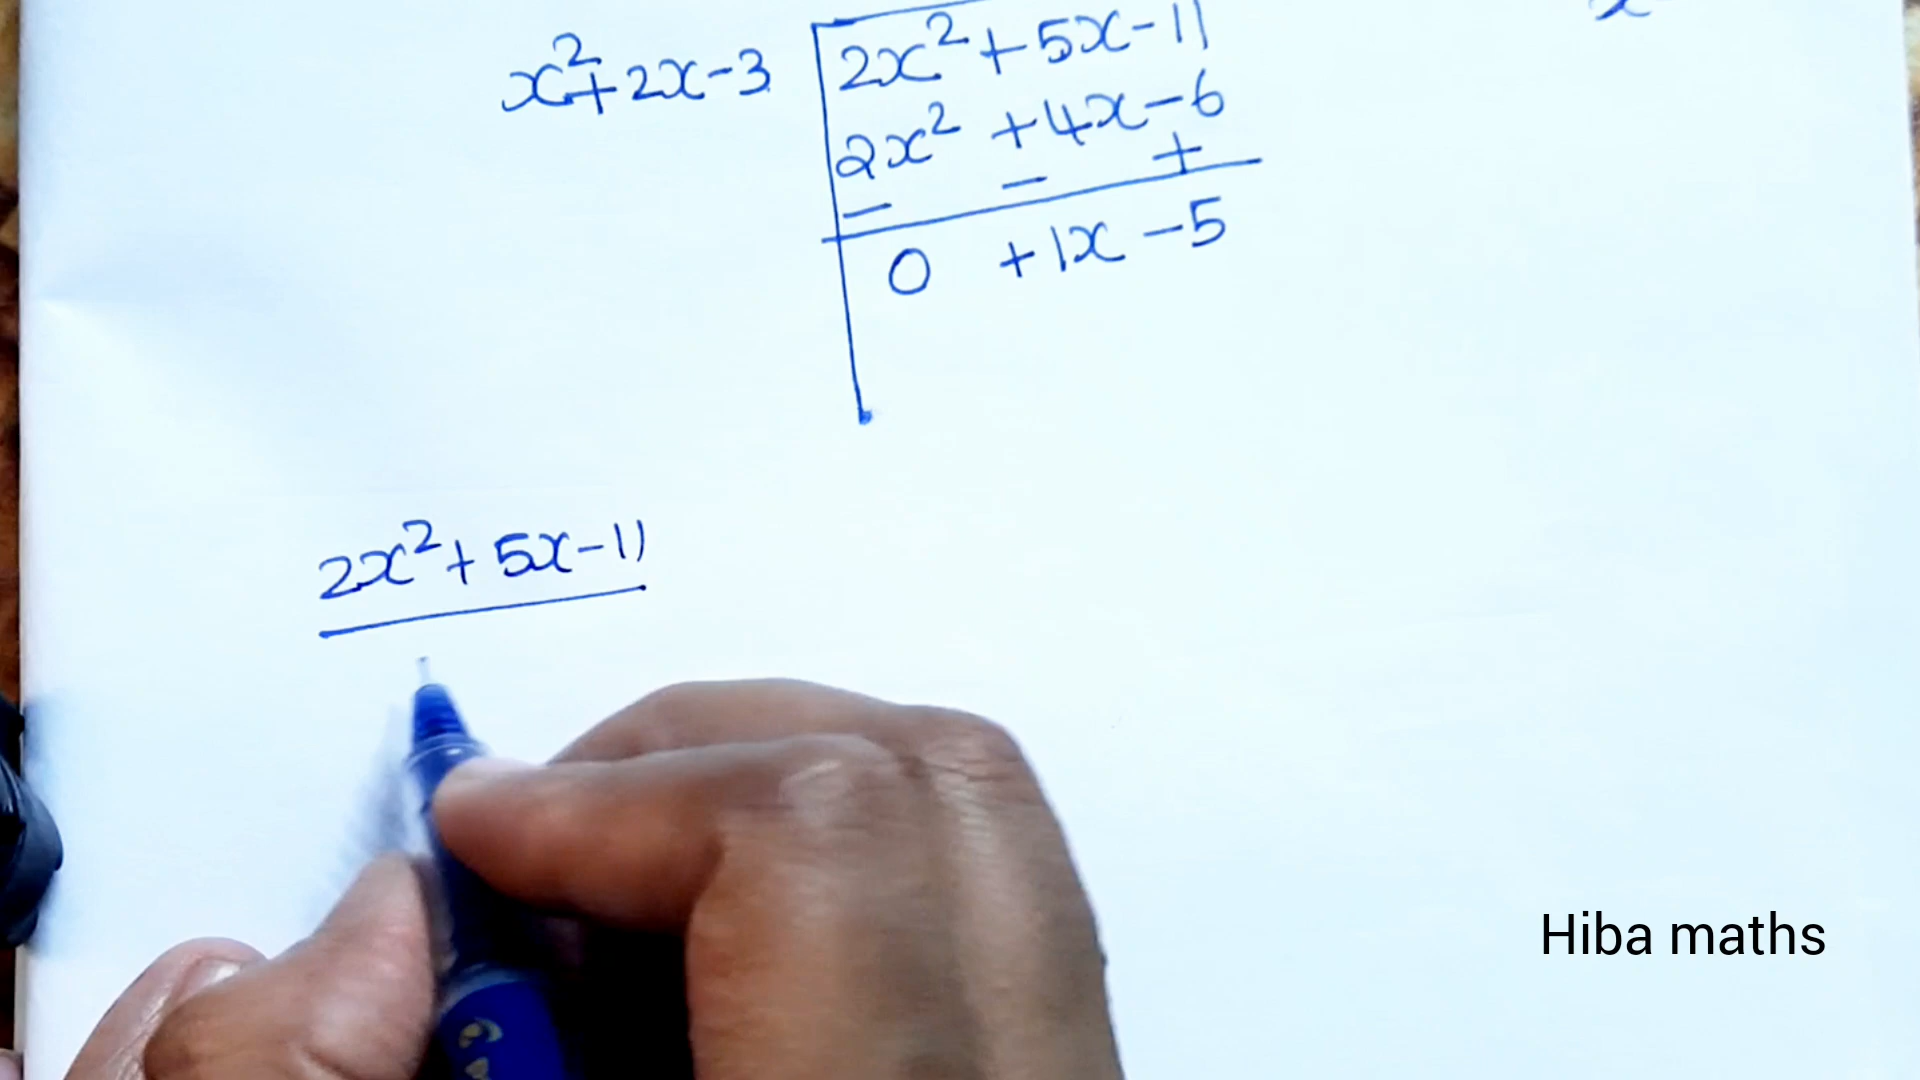 x²+2x-3 2x²+5x-11
2x² +4x-6
- - +
0 +1x -5
2x²+5x-11
Hiba maths